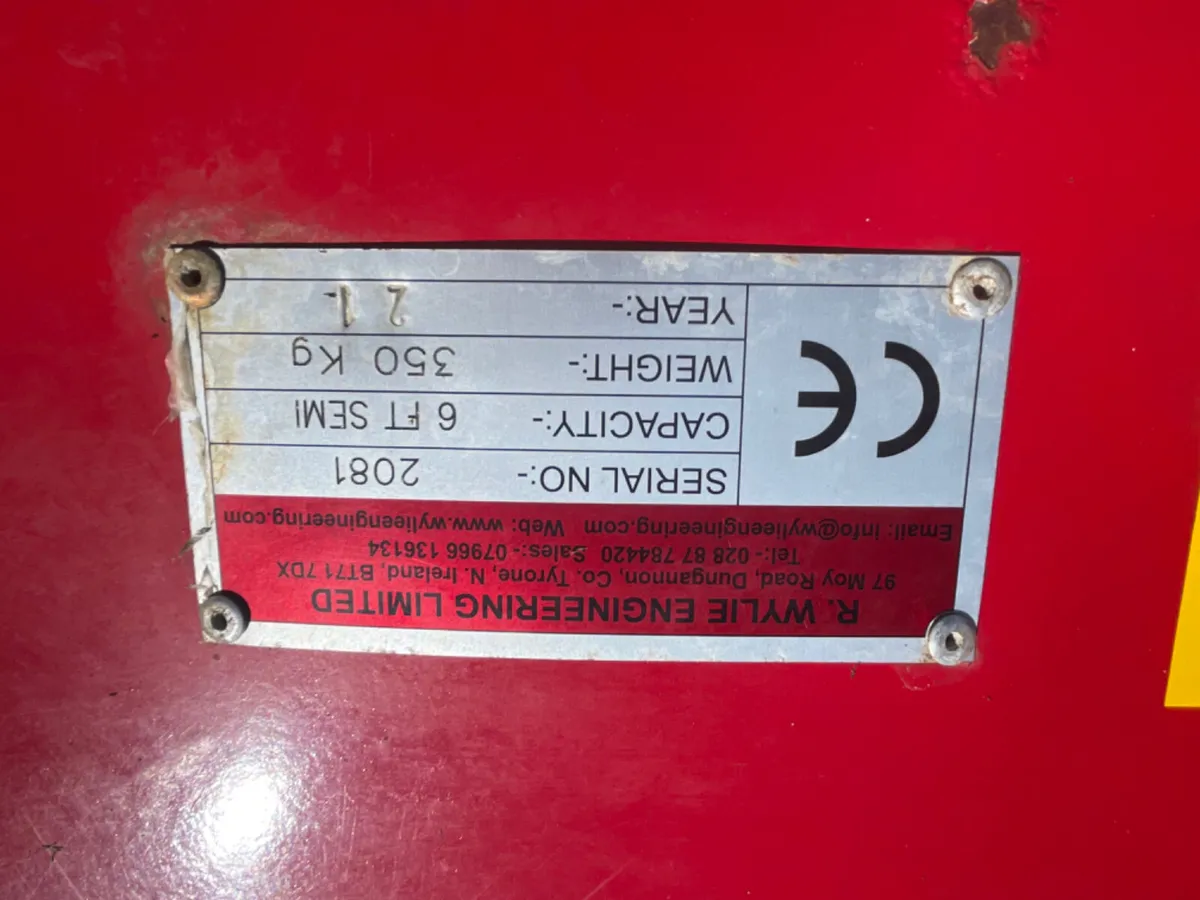 R. WYLIE ENGINEERING LIMITED
97 Moy Road, Dungannon, Co. Tyrone, N. Ireland, BT71 7DX
Tel:- 028 87 784420 Sales:- 07966 136134
Email: info@wylieengineering.com Web: www.wylieengineering.com
CE
SERIAL NO:- 2081
CAPACITY:- 6 FT SEMI
WEIGHT:- 350 Kg
YEAR:- 21